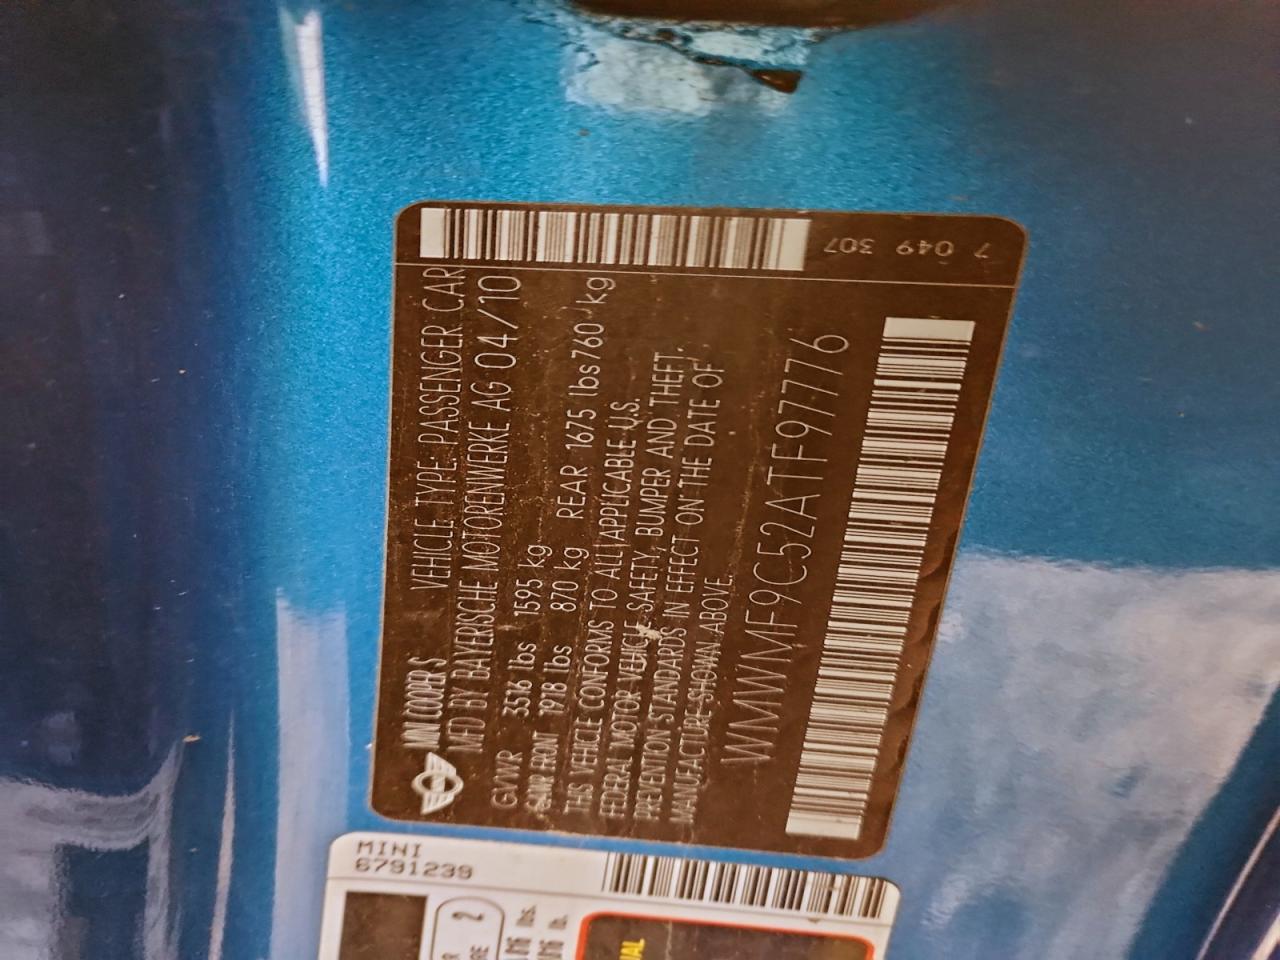 7 049 307
MINI COOPER S VEHICLE TYPE: PASSENGER CAR
MFD BY BAYERISCHE MOTORENWERKE AG 04/10
GVWR 3516 lbs 1595 kg
GAWR FRONT 1918 lbs 870 kg REAR 1675 lbs 760 kg
THIS VEHICLE CONFORMS TO ALL APPLICABLE U.S.
FEDERAL MOTOR VEHICLE SAFETY, BUMPER AND THEFT
PREVENTION STANDARDS IN EFFECT ON THE DATE OF
MANUFACTURE SHOWN ABOVE.
WMWMF9C52ATF97776
MINI
6791239
2